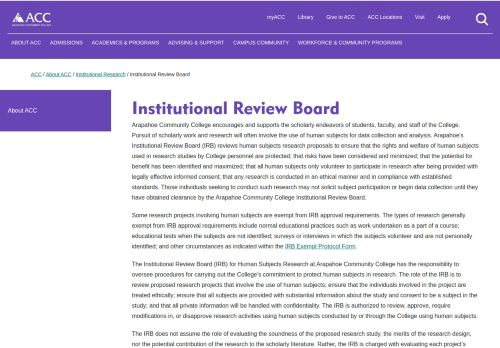 ACC
myACC Library Give to ACC ACC Locations Visit Apply
ABOUT ACC ADMISSIONS ACADEMICS & PROGRAMS ADVISING & SUPPORT CAMPUS COMMUNITY WORKFORCE & COMMUNITY PROGRAMS
ACC / About ACC / Institutional Research / Institutional Review Board
About ACC
Institutional Review Board
Arapahoe Community College encourages and supports the scholarly endeavors of students, faculty, and staff of the College.
Pursuit of scholarly work and research will often involve the use of human subjects for data collection and analysis. Arapahoe's
Institutional Review Board (IRB) reviews human subjects research proposals to ensure that the rights and welfare of human subjects
used in research studies by College personnel are protected; that risks have been considered and minimized; that the potential for
benefit has been identified and maximized; that all human subjects only volunteer to participate in research after being provided with
legally effective informed consent; that any research is conducted in an ethical manner and in compliance with established
standards. Those individuals seeking to conduct such research may not solicit subject participation or begin data collection until they
have obtained clearance by the Arapahoe Community College Institutional Review Board.
Some research projects involving human subjects are exempt from IRB approval requirements. The types of research generally
exempt from IRB approval requirements include normal educational practices such as work undertaken as a part of a course;
educational tests when the subjects are not identified; surveys or interviews in which the subjects volunteer and are not personally
identified; and other circumstances as indicated within the IRB Exempt Protocol Form.
The Institutional Review Board (IRB) for Human Subjects Research at Arapahoe Community College has the responsibility to
oversee procedures for carrying out the College's commitment to protect human subjects in research. The role of the IRB is to
review proposed research projects that involve the use of human subjects; ensure that the individuals involved in the project are
treated ethically; ensure that all subjects are provided with substantial information about the study and consent to be a subject in the
study; and that all private information will be handled with confidentiality. The IRB is authorized to review, approve, require
modifications in, or disapprove research activities using human subjects conducted by or through the College using human subjects.
The IRB does not assume the role of evaluating the soundness of the proposed research study, the merits of the research design,
nor the potential contribution of the research to the scholarly literature. Rather, the IRB is charged with evaluating each project's